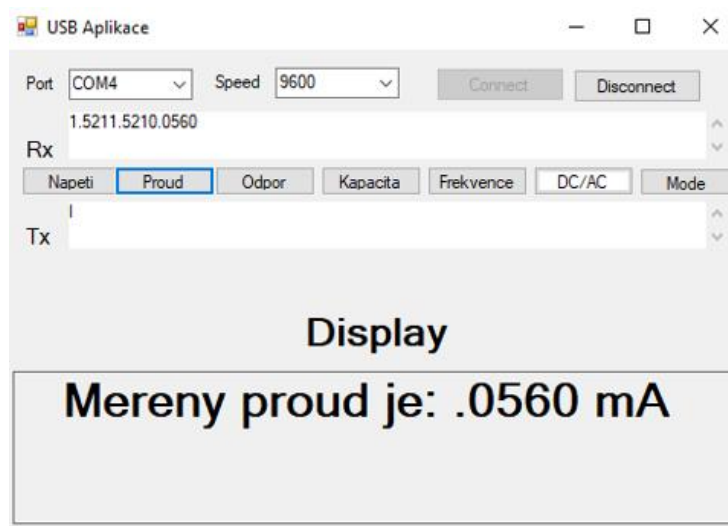 USB Aplikace
Port COM4 Speed 9600 Connect Disconnect
1.5211.5210.0560
Rx
Napeti Proud Odpor Kapacita Frekvence DC/AC Mode
I
Tx
Display
Mereny proud je: .0560 mA